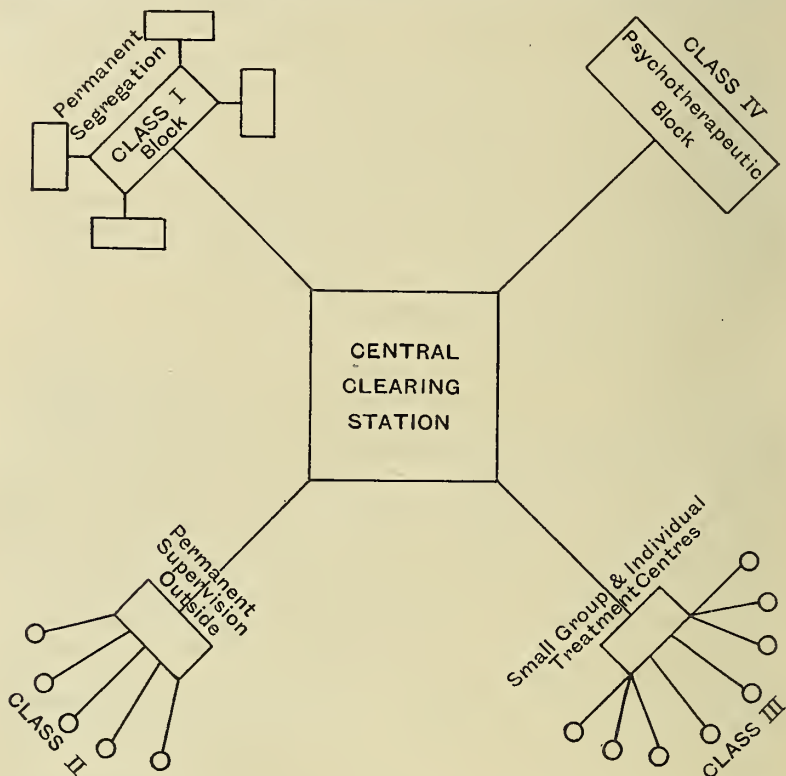 Permanent
Segregation
CLASS I
Block
CLASS IV
Psychotherapeutic
Block
CENTRAL
CLEARING
STATION
Permanent
Supervision
Outside
CLASS II
Small Group & Individual
Treatment Centres
CLASS III